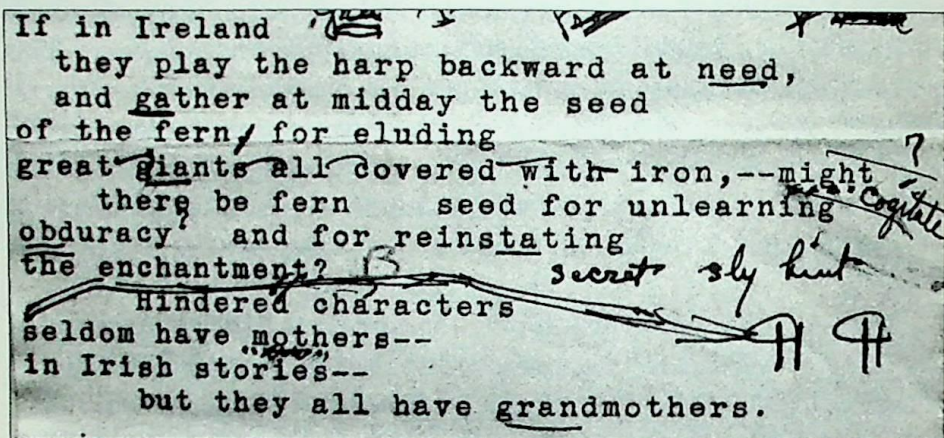 If in Ireland
they play the harp backward at need,
and gather at midday the seed
of the fern, for eluding
great giants all covered with iron,--might ?
there be fern seed for unlearning cogitate
obduracy? and for reinstating
the enchantment? secret sly hint
Hindered characters
seldom have mothers--
in Irish stories--
but they all have grandmothers.
¶ ¶